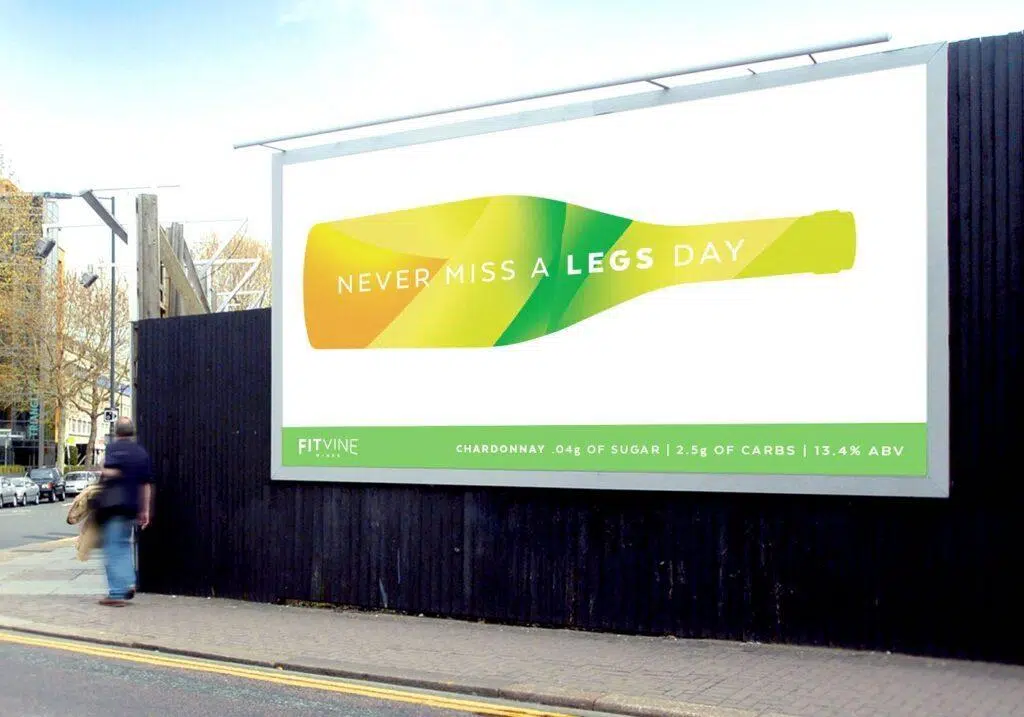 NEVER MISS A LEGS DAY
FITVINE
WINES
CHARDONNAY .04g OF SUGAR | 2.5g OF CARBS | 13.4% ABV